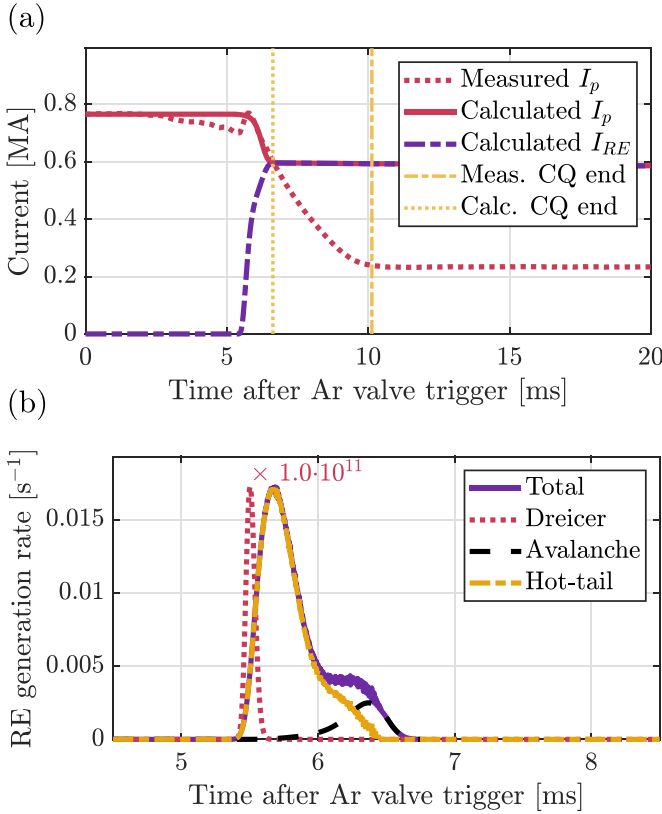 (a)
Current [MA]
0.8
0.6
0.4
0.2
0
Measured I_p
Calculated I_p
Calculated I_{RE}
Meas. CQ end
Calc. CQ end
0 5 10 15 20
Time after Ar valve trigger [ms]
(b)
RE generation rate [s⁻¹]
× 1.0·10¹¹
0.015
0.01
0.005
0
Total
Dreicer
Avalanche
Hot-tail
5 6 7 8
Time after Ar valve trigger [ms]